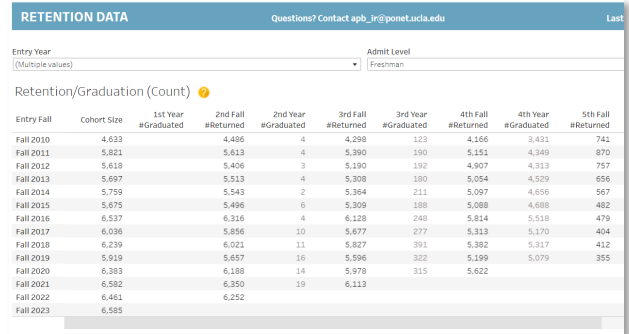 RETENTION DATA Questions? Contact apb_ir@ponet.ucla.edu Last
Entry Year Admit Level
(Multiple values) Freshman
Retention/Graduation (Count) ?
Entry Fall Cohort Size 1st Year #Graduated 2nd Fall #Returned 2nd Year #Graduated 3rd Fall #Returned 3rd Year #Graduated 4th Fall #Returned 4th Year #Graduated 5th Fall #Returned
Fall 2010 4,633 4,486 4 4,298 123 4,166 3,431 741
Fall 2011 5,821 5,613 4 5,390 190 5,151 4,349 870
Fall 2012 5,618 5,406 3 5,190 192 4,907 4,313 757
Fall 2013 5,697 5,513 4 5,308 180 5,054 4,529 656
Fall 2014 5,759 5,543 2 5,364 211 5,097 4,656 567
Fall 2015 5,675 5,496 6 5,309 188 5,088 4,688 482
Fall 2016 6,537 6,316 4 6,128 248 5,814 5,518 479
Fall 2017 6,036 5,856 10 5,677 277 5,313 5,170 404
Fall 2018 6,239 6,021 11 5,827 391 5,382 5,317 412
Fall 2019 5,919 5,657 16 5,596 322 5,199 5,079 355
Fall 2020 6,383 6,188 14 5,978 315 5,622
Fall 2021 6,582 6,350 19 6,113
Fall 2022 6,461 6,252
Fall 2023 6,585